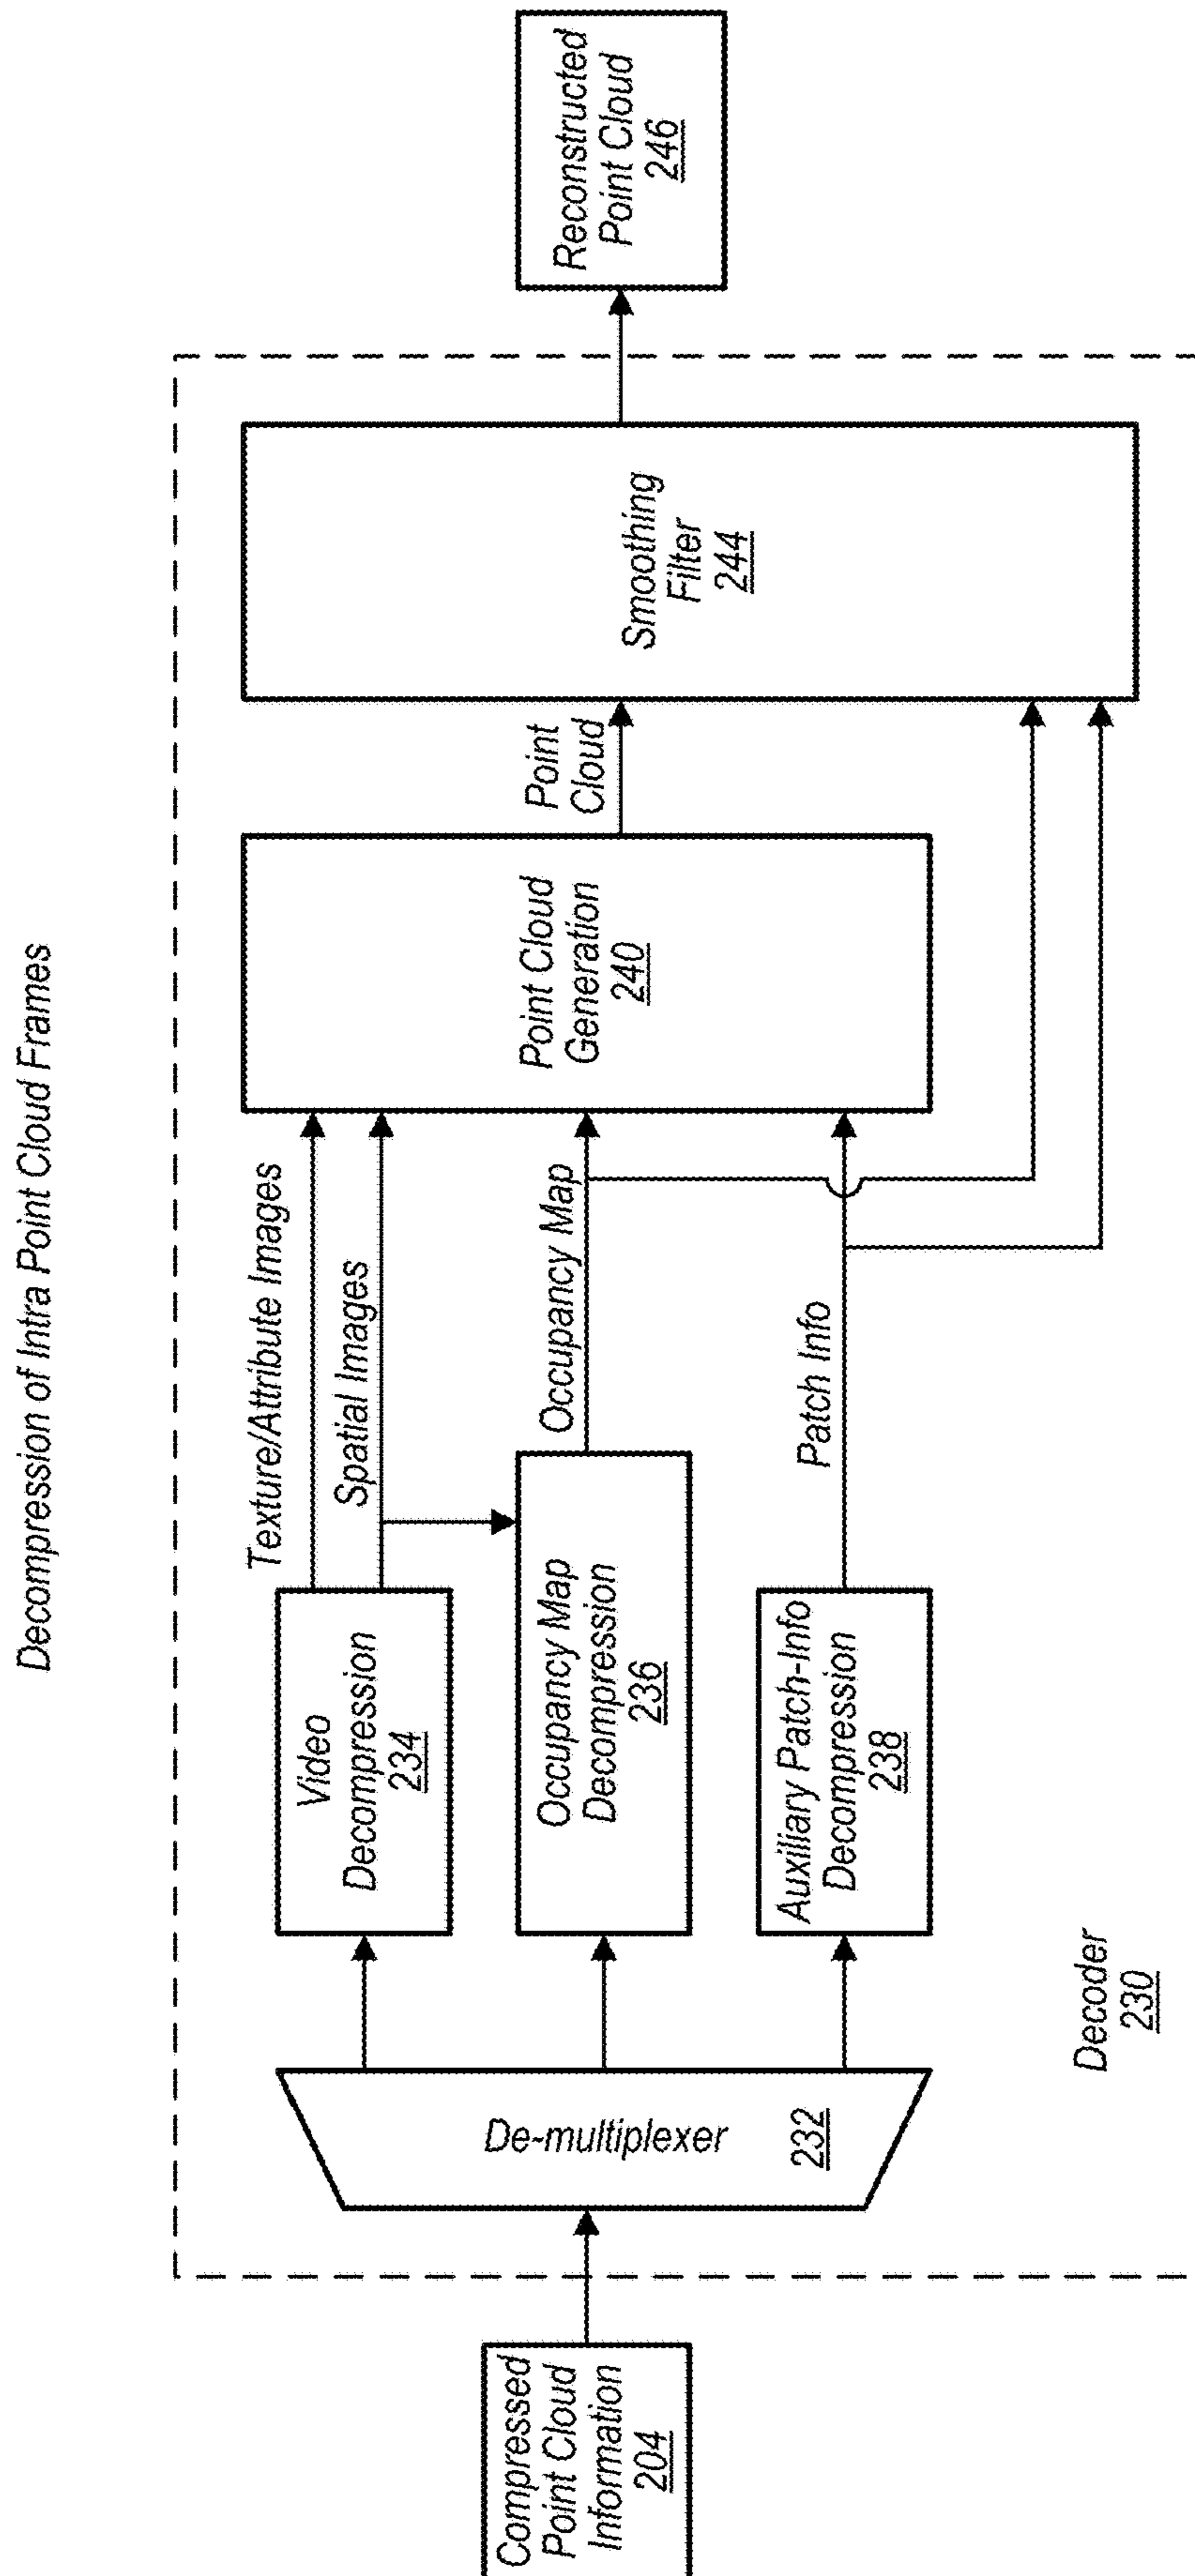 Decompression of Intra Point Cloud Frames
Compressed
Point Cloud
Information
204
De-multiplexer
232
Video
Decompression
234
Occupancy Map
Decompression
236
Auxiliary Patch-Info
Decompression
238
Texture/Attribute Images
Spatial Images
Occupancy Map
Patch Info
Point Cloud
Generation
240
Point
Cloud
Smoothing
Filter
244
Reconstructed
Point Cloud
246
Decoder
230